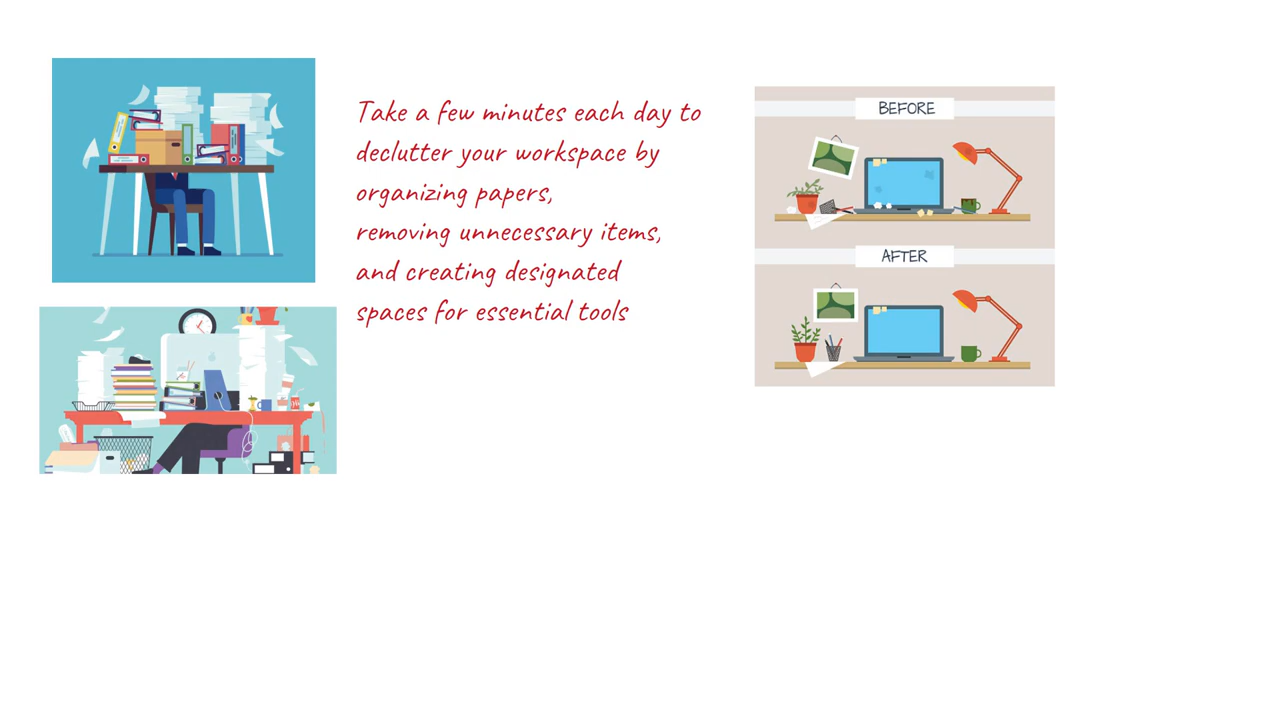 Take a few minutes each day to
declutter your workspace by
organizing papers,
removing unnecessary items,
and creating designated
spaces for essential tools
BEFORE
AFTER